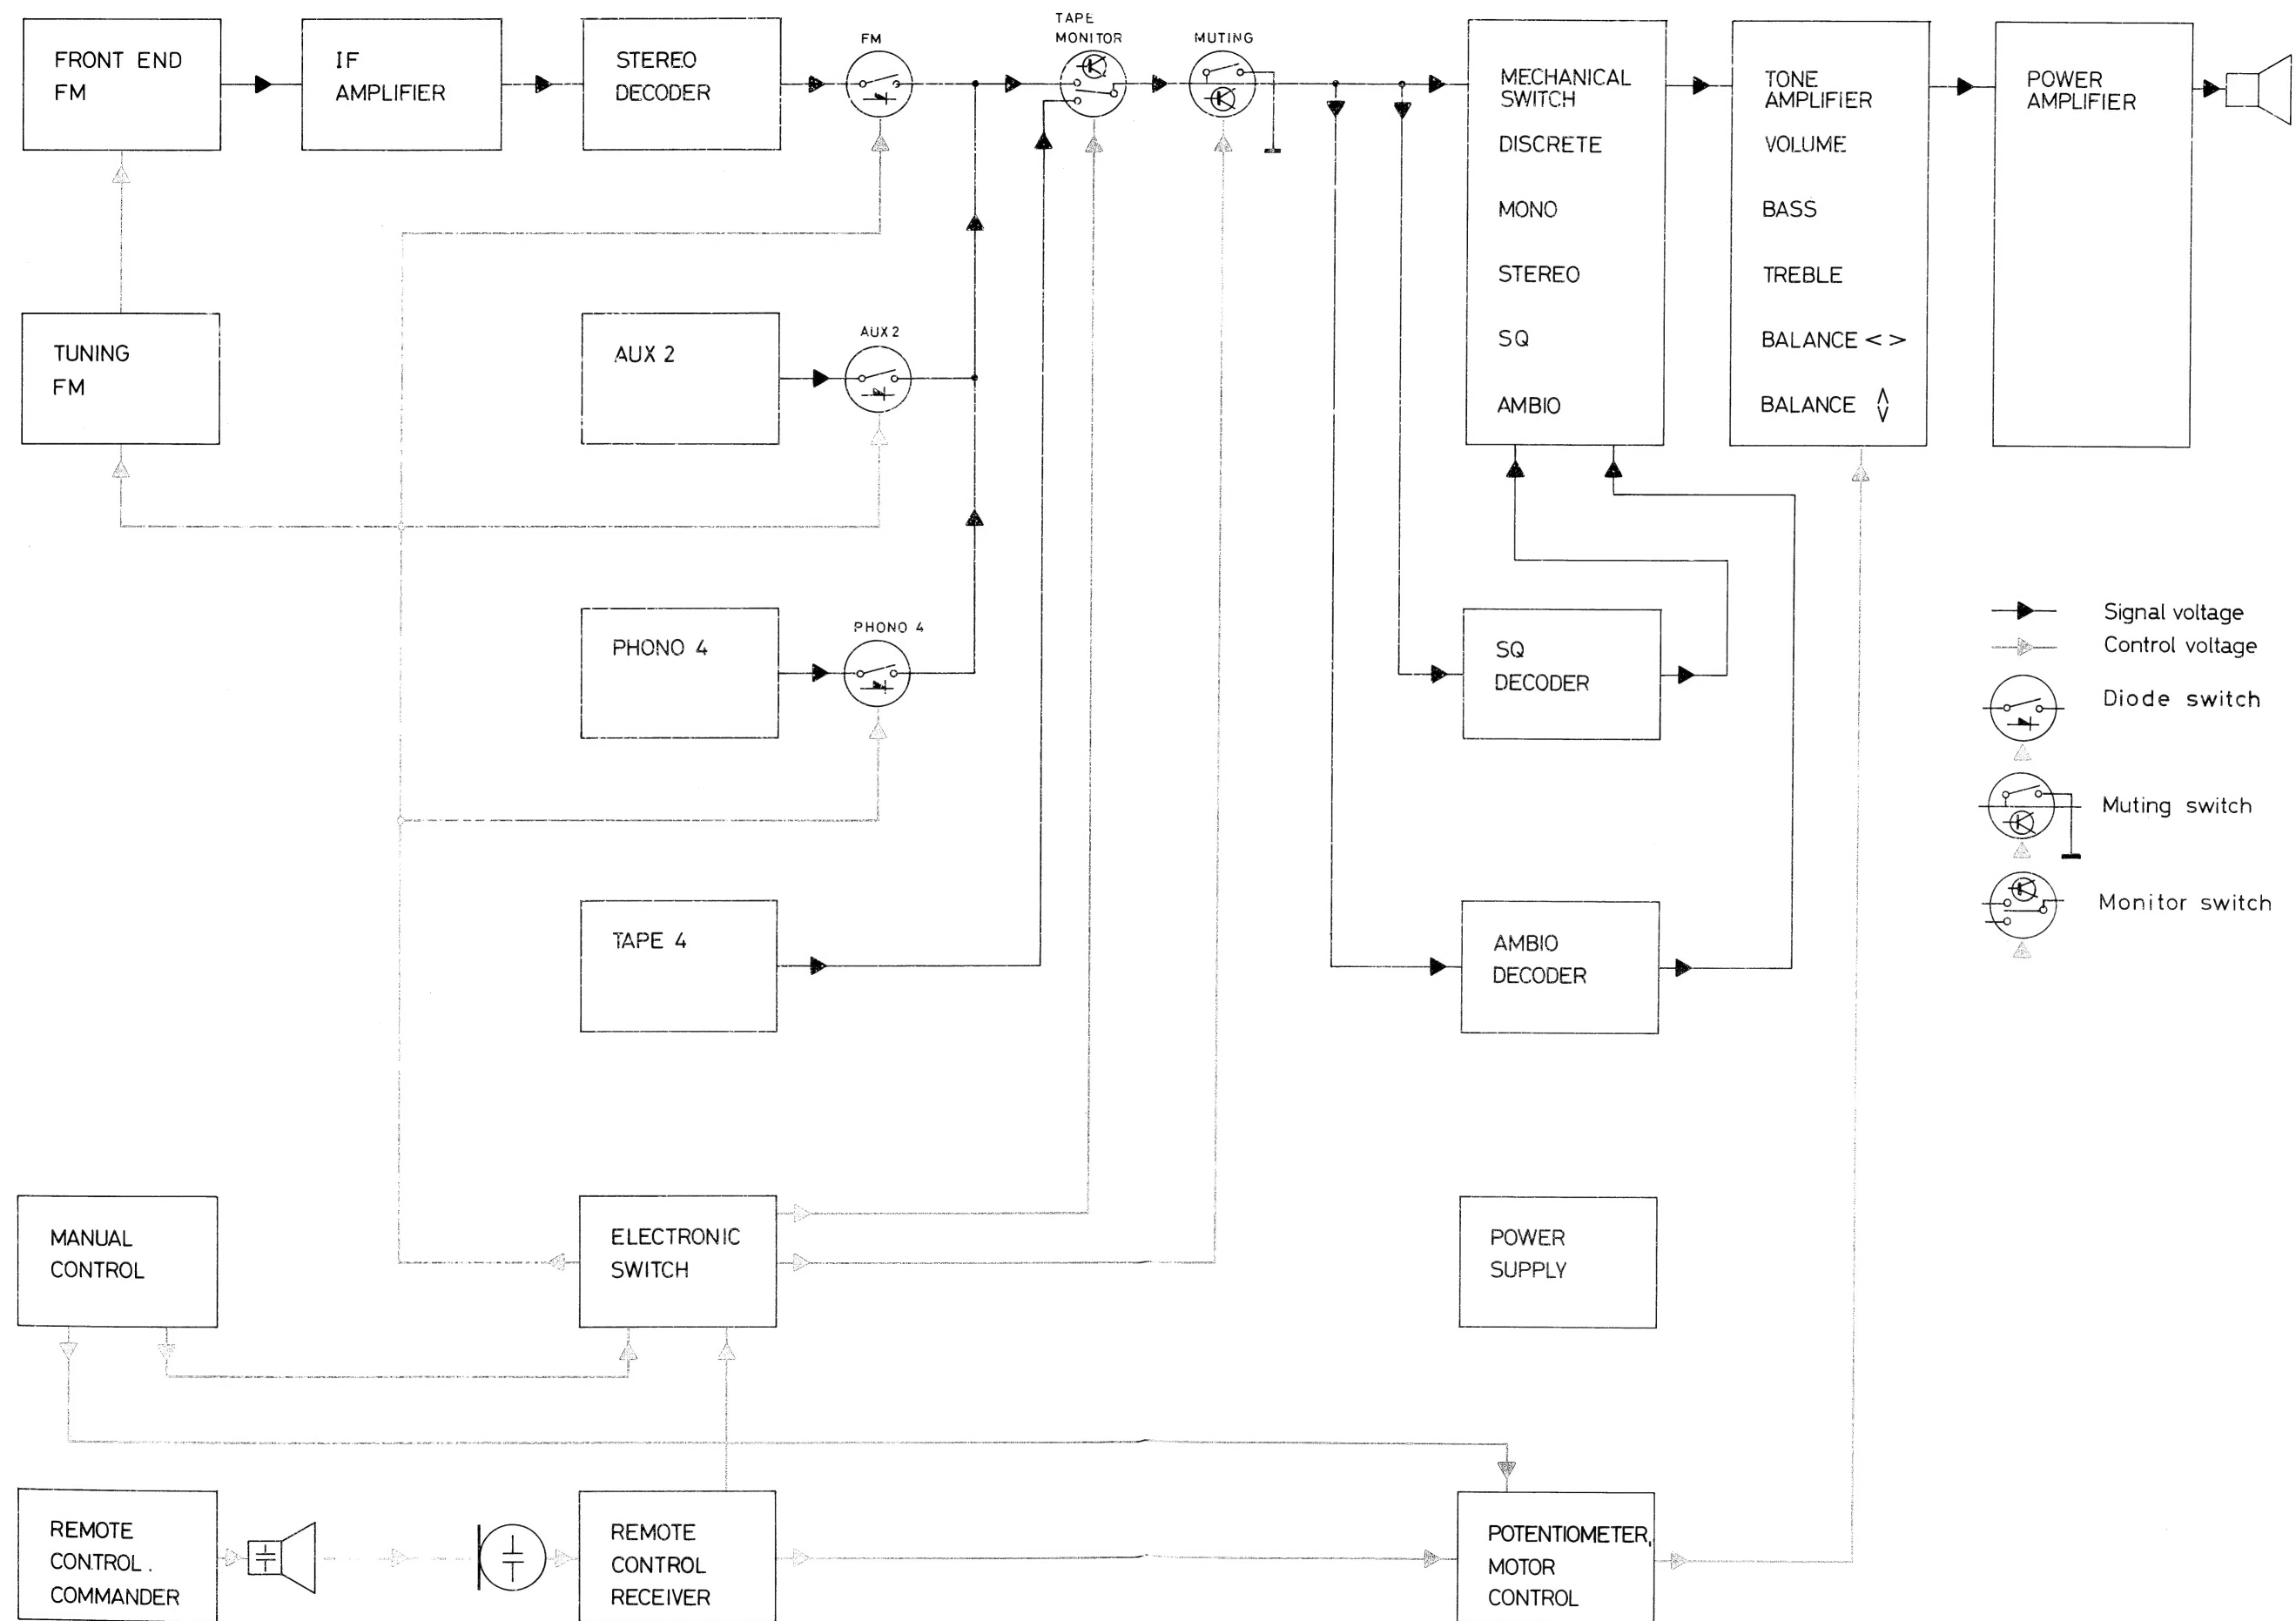 FRONT END
FM
IF
AMPLIFIER
STEREO
DECODER
FM
TAPE
MONITOR
MUTING
MECHANICAL
SWITCH
DISCRETE
MONO
STEREO
SQ
AMBIO
TONE
AMPLIFIER
VOLUME
BASS
TREBLE
BALANCE < >
BALANCE ∧∨
POWER
AMPLIFIER
TUNING
FM
AUX 2
AUX 2
PHONO 4
PHONO 4
SQ
DECODER
Signal voltage
Control voltage
Diode switch
Muting switch
Monitor switch
TAPE 4
AMBIO
DECODER
MANUAL
CONTROL
ELECTRONIC
SWITCH
POWER
SUPPLY
REMOTE
CONTROL.
COMMANDER
REMOTE
CONTROL
RECEIVER
POTENTIOMETER,
MOTOR
CONTROL